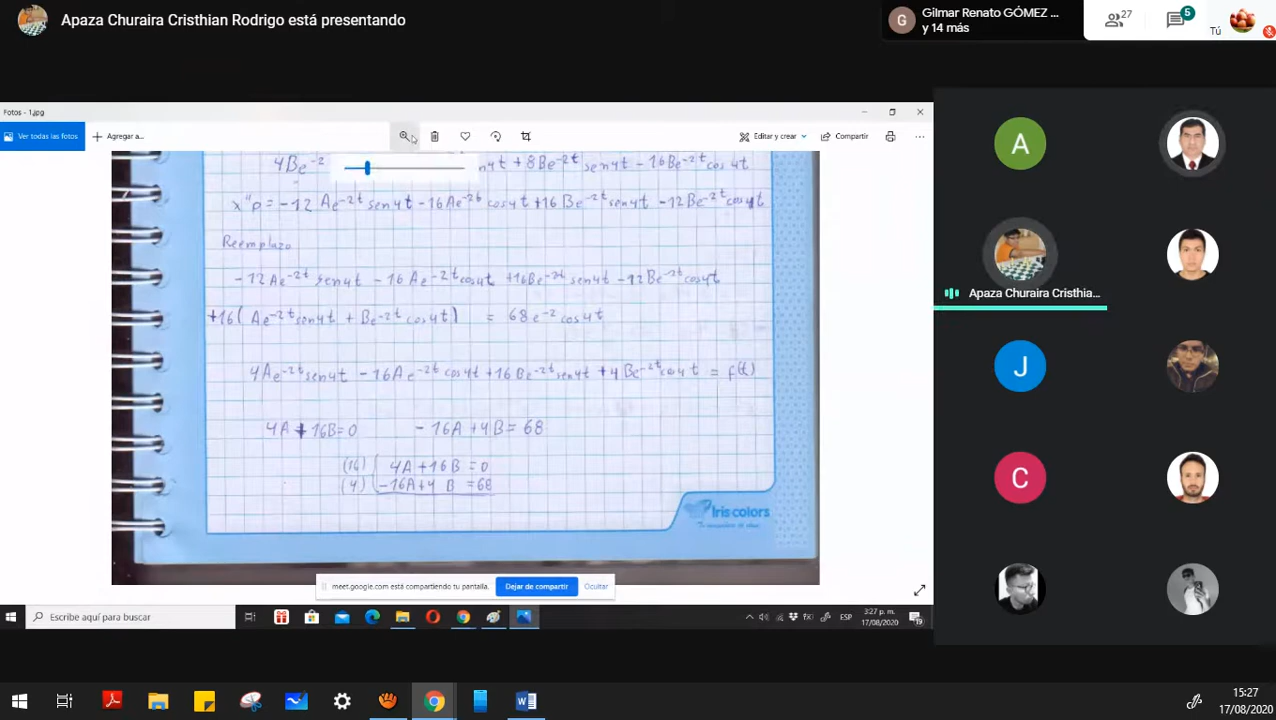 Apaza Churaira Cristhian Rodrigo está presentando
G
Gilmar Renato GÓMEZ ...
y 14 más
27
5
Tú
Fotos - 1.jpg
Ver todas las fotos
Agregar a...
Editar y crear
Compartir
4Be⁻² n4t +8Be⁻²ᵗ sen4t - 16Be⁻²ᵗ cos 4t
x''p = -12 Ae⁻²ᵗ sen4t -16Ae⁻²ᵗ cos4t +16 Be⁻²ᵗ sen4t -12Be⁻²ᵗ cos4t
Reemplazo
-12Ae⁻²ᵗ sen4t - 16 Ae⁻²ᵗ cos4t +16Be⁻²ᵗ sen4t -12Be⁻²ᵗ cos4t
+16( Ae⁻²ᵗ sen4t + Be⁻²ᵗ cos4t) = 68e⁻² cos4t
4Ae⁻²ᵗ sen4t - 16A e⁻²ᵗ cos4t +16 Be⁻²ᵗ sen4t +4 Be⁻²ᵗ cos4t = f(t)
4A + 16B = 0 - 16A + 4B = 68
(16) 4A +16B = 0
(4) -16A+4 B = 68
Iris colors
A
Apaza Churaira Cristhia...
J
C
meet.google.com está compartiendo tu pantalla.
Dejar de compartir
Ocultar
Escribe aquí para buscar
ESP
3:27 p. m.
17/08/2020
19
15:27
17/08/2020